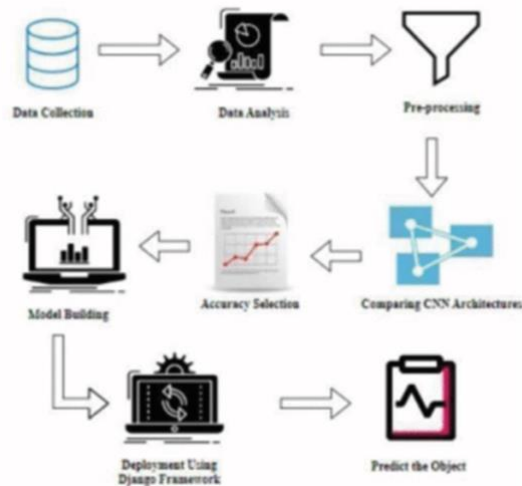 Data Collection
Data Analysis
Pre-processing
Comparing CNN Architectures
Accuracy Selection
Model Building
Deployment Using
Django Framework
Predict the Object